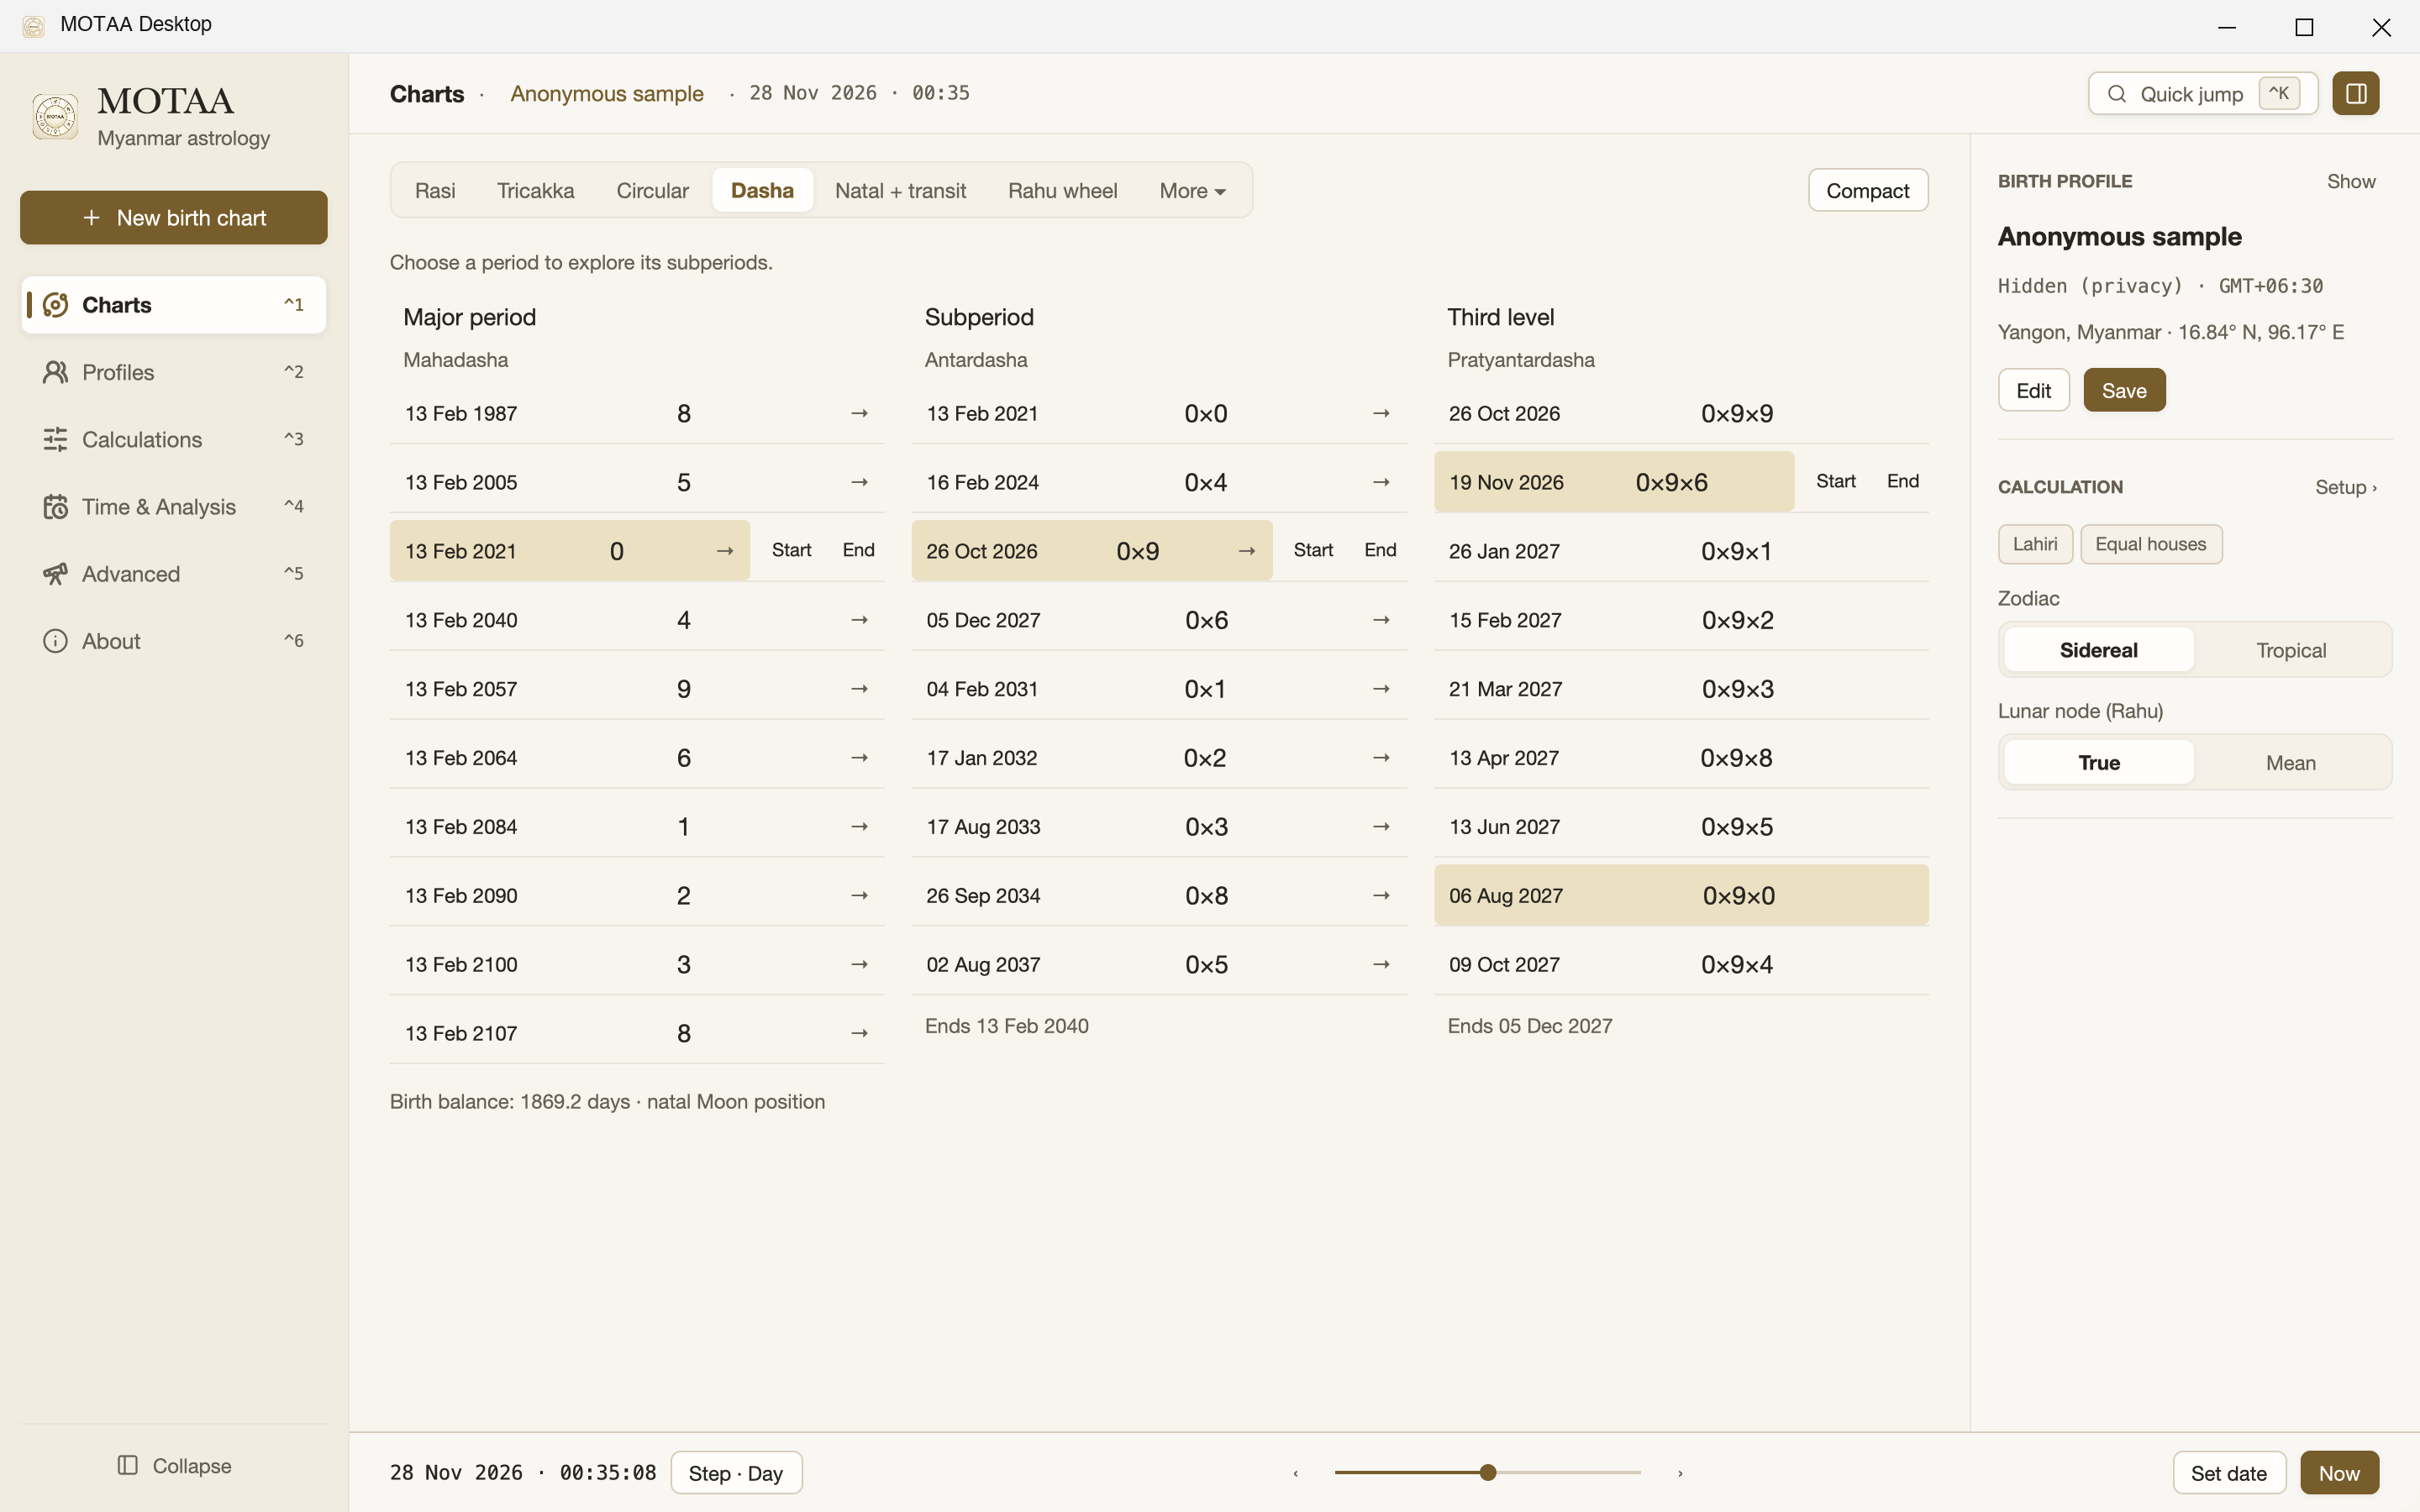 MOTAA Desktop
MOTAA
Myanmar astrology
+ New birth chart
Charts ^1
Profiles ^2
Calculations ^3
Time & Analysis ^4
Advanced ^5
About ^6
Collapse
Charts · Anonymous sample · 28 Nov 2026 · 00:35
Quick jump ^K
Rasi Tricakka Circular Dasha Natal + transit Rahu wheel More
Compact
Choose a period to explore its subperiods.
Major period
Mahadasha
13 Feb 1987 8 →
13 Feb 2005 5 →
13 Feb 2021 0 → Start End
13 Feb 2040 4 →
13 Feb 2057 9 →
13 Feb 2064 6 →
13 Feb 2084 1 →
13 Feb 2090 2 →
13 Feb 2100 3 →
13 Feb 2107 8 →
Birth balance: 1869.2 days · natal Moon position
Subperiod
Antardasha
13 Feb 2021 0×0 →
16 Feb 2024 0×4 →
26 Oct 2026 0×9 → Start End
05 Dec 2027 0×6 →
04 Feb 2031 0×1 →
17 Jan 2032 0×2 →
17 Aug 2033 0×3 →
26 Sep 2034 0×8 →
02 Aug 2037 0×5 →
Ends 13 Feb 2040
Third level
Pratyantardasha
26 Oct 2026 0×9×9
19 Nov 2026 0×9×6 Start End
26 Jan 2027 0×9×1
15 Feb 2027 0×9×2
21 Mar 2027 0×9×3
13 Apr 2027 0×9×8
13 Jun 2027 0×9×5
06 Aug 2027 0×9×0
09 Oct 2027 0×9×4
Ends 05 Dec 2027
BIRTH PROFILE Show
Anonymous sample
Hidden (privacy) · GMT+06:30
Yangon, Myanmar · 16.84° N, 96.17° E
Edit Save
CALCULATION Setup ›
Lahiri Equal houses
Zodiac
Sidereal Tropical
Lunar node (Rahu)
True Mean
28 Nov 2026 · 00:35:08 Step · Day ‹ › Set date Now